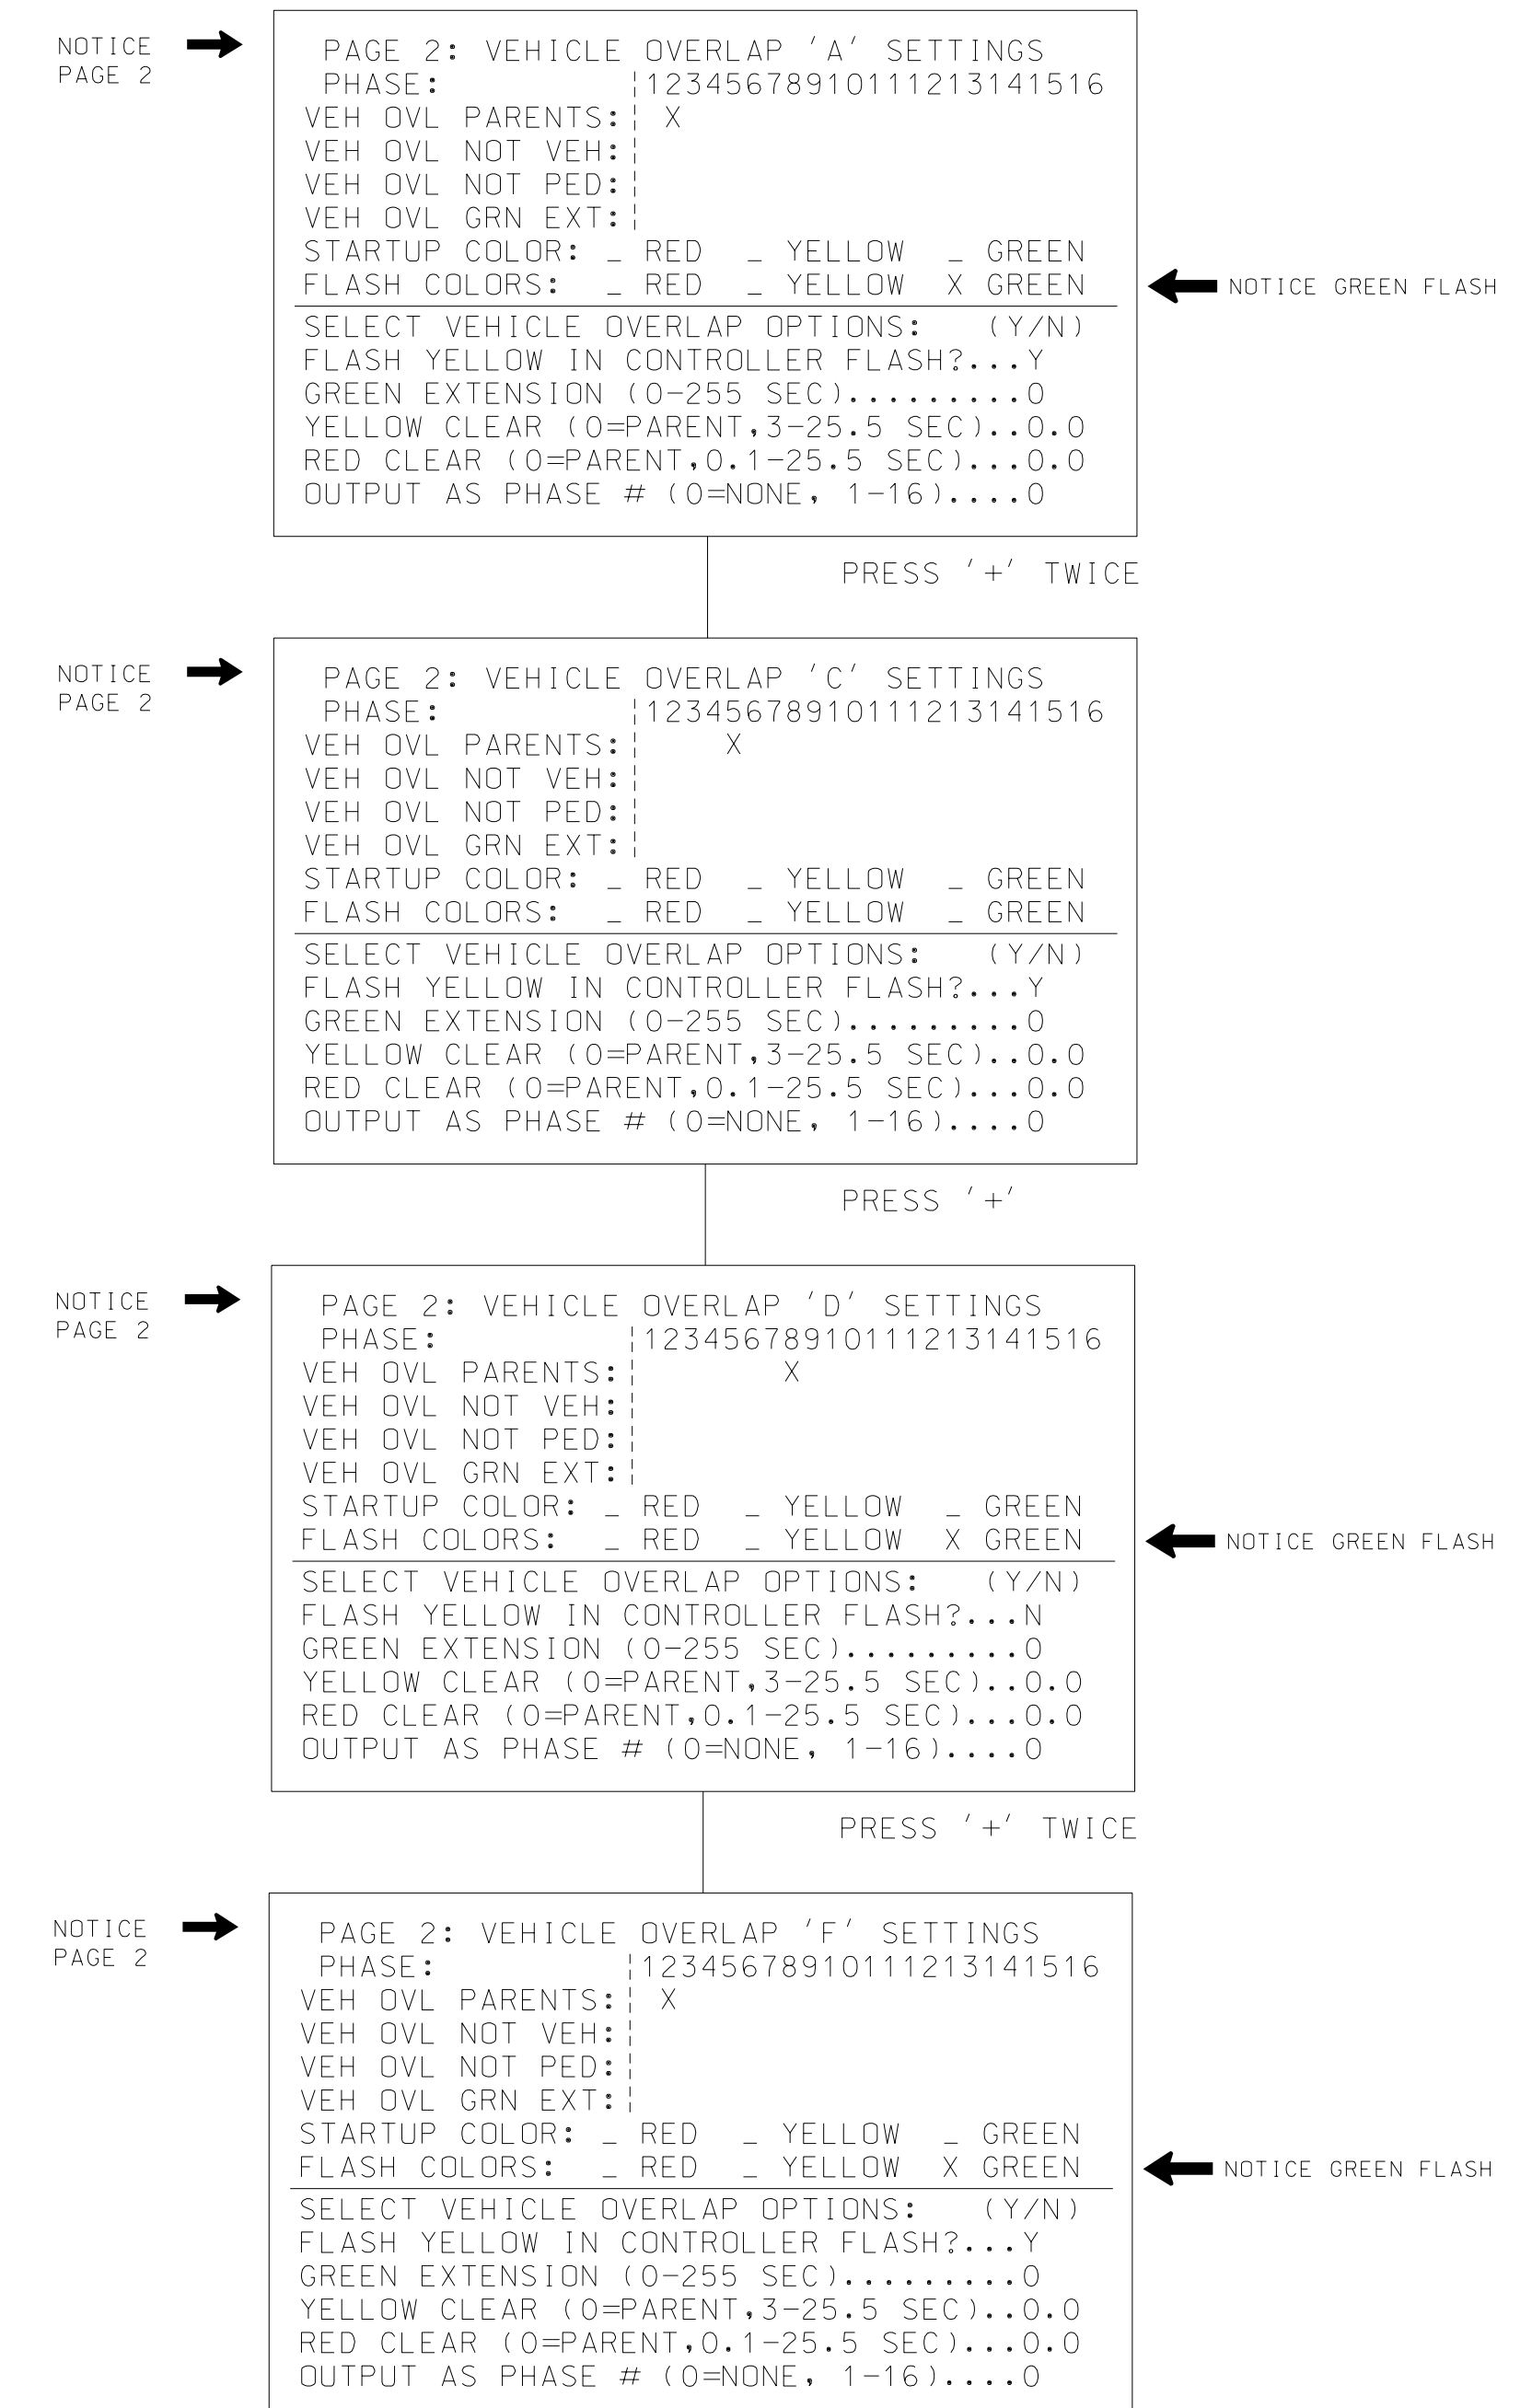 NOTICE
PAGE 2
PAGE 2: VEHICLE OVERLAP 'A' SETTINGS
PHASE: |12345678910111213141516
VEH OVL PARENTS:| X
VEH OVL NOT VEH:|
VEH OVL NOT PED:|
VEH OVL GRN EXT:|
STARTUP COLOR: _ RED _ YELLOW _ GREEN
FLASH COLORS: _ RED _ YELLOW X GREEN
NOTICE GREEN FLASH
SELECT VEHICLE OVERLAP OPTIONS: (Y/N)
FLASH YELLOW IN CONTROLLER FLASH?...Y
GREEN EXTENSION (0-255 SEC).........0
YELLOW CLEAR (0=PARENT,3-25.5 SEC)..0.0
RED CLEAR (0=PARENT,0.1-25.5 SEC)...0.0
OUTPUT AS PHASE # (0=NONE, 1-16)....0
PRESS '+' TWICE
NOTICE
PAGE 2
PAGE 2: VEHICLE OVERLAP 'C' SETTINGS
PHASE: |12345678910111213141516
VEH OVL PARENTS:| X
VEH OVL NOT VEH:|
VEH OVL NOT PED:|
VEH OVL GRN EXT:|
STARTUP COLOR: _ RED _ YELLOW _ GREEN
FLASH COLORS: _ RED _ YELLOW _ GREEN
SELECT VEHICLE OVERLAP OPTIONS: (Y/N)
FLASH YELLOW IN CONTROLLER FLASH?...Y
GREEN EXTENSION (0-255 SEC).........0
YELLOW CLEAR (0=PARENT,3-25.5 SEC)..0.0
RED CLEAR (0=PARENT,0.1-25.5 SEC)...0.0
OUTPUT AS PHASE # (0=NONE, 1-16)....0
PRESS '+'
NOTICE
PAGE 2
PAGE 2: VEHICLE OVERLAP 'D' SETTINGS
PHASE: |12345678910111213141516
VEH OVL PARENTS:| X
VEH OVL NOT VEH:|
VEH OVL NOT PED:|
VEH OVL GRN EXT:|
STARTUP COLOR: _ RED _ YELLOW _ GREEN
FLASH COLORS: _ RED _ YELLOW X GREEN
NOTICE GREEN FLASH
SELECT VEHICLE OVERLAP OPTIONS: (Y/N)
FLASH YELLOW IN CONTROLLER FLASH?...N
GREEN EXTENSION (0-255 SEC).........0
YELLOW CLEAR (0=PARENT,3-25.5 SEC)..0.0
RED CLEAR (0=PARENT,0.1-25.5 SEC)...0.0
OUTPUT AS PHASE # (0=NONE, 1-16)....0
PRESS '+' TWICE
NOTICE
PAGE 2
PAGE 2: VEHICLE OVERLAP 'F' SETTINGS
PHASE: |12345678910111213141516
VEH OVL PARENTS:| X
VEH OVL NOT VEH:|
VEH OVL NOT PED:|
VEH OVL GRN EXT:|
STARTUP COLOR: _ RED _ YELLOW _ GREEN
FLASH COLORS: _ RED _ YELLOW X GREEN
NOTICE GREEN FLASH
SELECT VEHICLE OVERLAP OPTIONS: (Y/N)
FLASH YELLOW IN CONTROLLER FLASH?...Y
GREEN EXTENSION (0-255 SEC).........0
YELLOW CLEAR (0=PARENT,3-25.5 SEC)..0.0
RED CLEAR (0=PARENT,0.1-25.5 SEC)...0.0
OUTPUT AS PHASE # (0=NONE, 1-16)....0